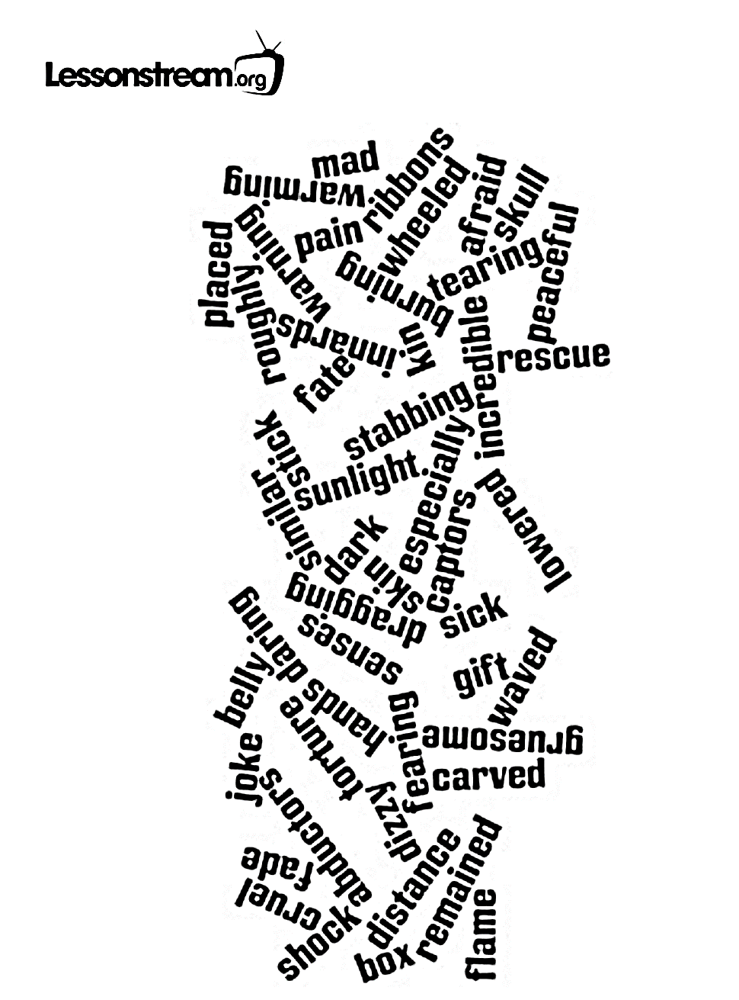 Lessonstream.org
mad
ribbons
warming
wheeled
afraid
skull
pain
warning
placed
peaceful
tearing
burning
roughly
innards
kin
incredible
rescue
fate
stabbing
stick
especially
sunlight
similar
lowered
captors
park
skin
dragging
sick
senses
daring
belly
gift
waved
hands
torture
fearing
gruesome
carved
joke
abductors
dizzy
fade
cruel
distance
remained
shock
box
flame